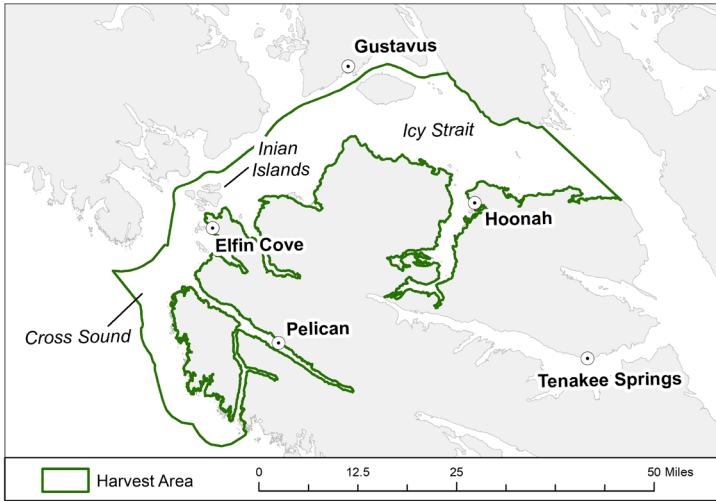 Gustavus
Icy Strait
Inian
Islands
Hoonah
Elfin Cove
Cross Sound
Pelican
Tenakee Springs
Harvest Area
0 12.5 25 50 Miles